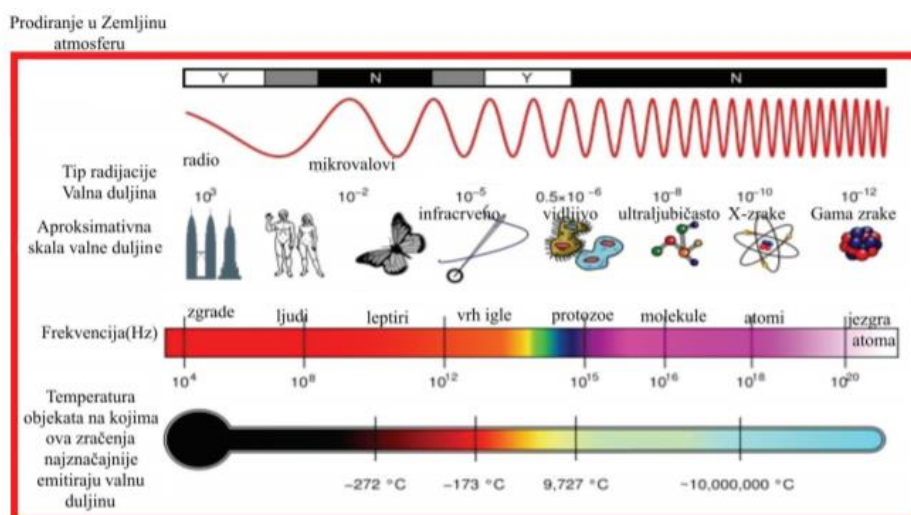 Prodiranje u Zemljinu
atmosferu
Y N Y N
radio
mikrovalovi
Tip radijacije
Valna duljina
10³ 10⁻² 10⁻⁵ 0.5×10⁻⁶ 10⁻⁸ 10⁻¹⁰ 10⁻¹²
infracrveno vidljivo ultraljubičasto X-zrake Gama zrake
Aproksimativna
skala valne duljine
zgrade ljudi leptiri vrh igle protozoe molekule atomi jezgra
atoma
Frekvencija(Hz)
10⁴ 10⁸ 10¹² 10¹⁵ 10¹⁶ 10¹⁸ 10²⁰
Temperatura
objekata na kojima
ova zračenja
najznačajnije
emitiraju valnu
duljinu
−272 °C −173 °C 9,727 °C ~10,000,000 °C